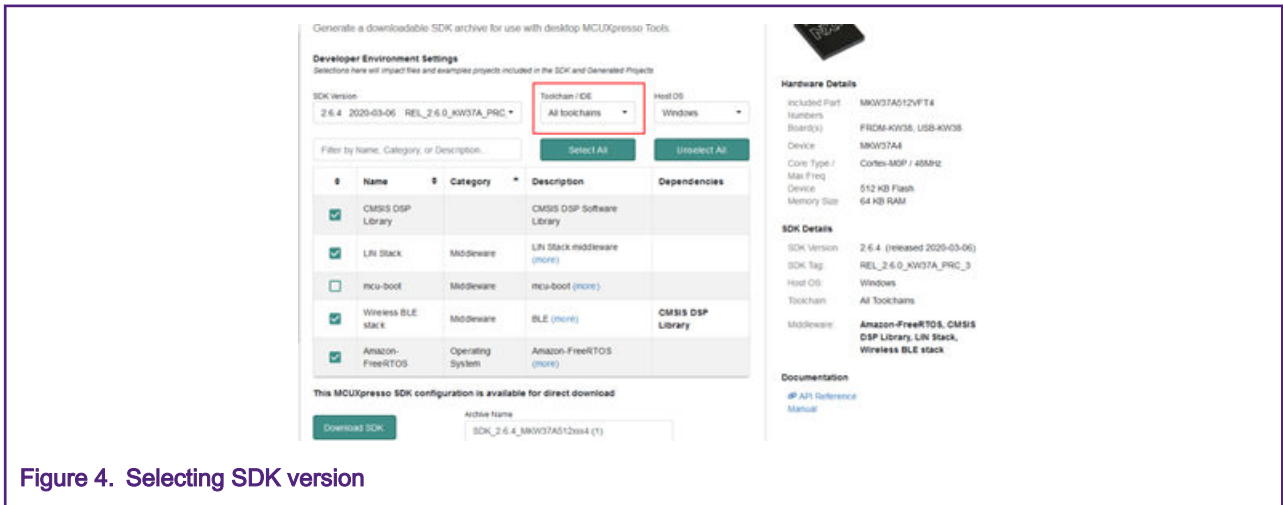 Generate a downloadable SDK archive for use with desktop MCUXpresso Tools.
Developer Environment Settings
Selections here will impact files and examples projects included in the SDK and Generated Projects
SDK Version
Toolchain / IDE
Host OS
2.6.4 2020-03-06 REL_2.6.0_KW37A_PRC_
All toolchains
Windows
Filter by Name, Category, or Description...
Select All
Unselect All
Name Category Description Dependencies
CMSIS DSP Library
CMSIS DSP Software Library
LIN Stack Middleware LIN Stack middleware (more)
mcu-boot Middleware mcu-boot (more)
Wireless BLE stack
Middleware BLE (more)
CMSIS DSP Library
Amazon-FreeRTOS
Operating System
Amazon-FreeRTOS (more)
This MCUXpresso SDK configuration is available for direct download
Download SDK
Archive Name
SDK_2.6.4_MKW37A512xxx4 (1)
NXP
Hardware Details
Included Part Numbers
MKW37A512VFT4
Board(s) FRDM-KW38, USB-KW38
Device MKW37A4
Core Type / Max Freq
Cortex-M0P / 48MHz
Device Memory Size
512 KB Flash
64 KB RAM
SDK Details
SDK Version 2.6.4 (released 2020-03-06)
SDK Tag: REL_2.6.0_KW37A_PRC_3
Host OS: Windows
Toolchain: All Toolchains
Middleware: Amazon-FreeRTOS, CMSIS
DSP Library, LIN Stack,
Wireless BLE stack
Documentation
API Reference
Manual
Figure 4. Selecting SDK version